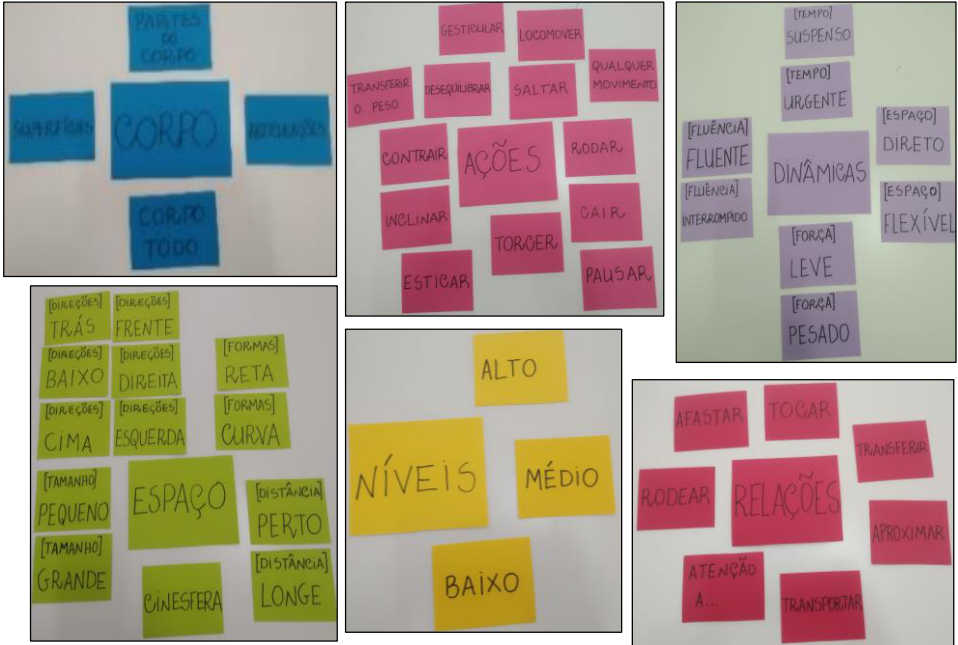 PARTES
DO
CORPO
SUPERFÍCIES
CORPO
ARTICULAÇÕES
CORPO
TODO
GESTICULAR
LOCOMOVER
TRANSFERIR
O PESO
DESEQUILIBRAR
SALTAR
QUALQUER
MOVIMENTO
CONTRAIR
AÇÕES
RODAR
INCLINAR
TORCER
CAIR
ESTICAR
PAUSAR
[TEMPO]
SUSPENSO
[TEMPO]
URGENTE
[FLUÊNCIA]
FLUENTE
DINÂMICAS
[ESPAÇO]
DIRETO
[FLUÊNCIA]
INTERROMPIDO
[ESPAÇO]
FLEXÍVEL
[FORÇA]
LEVE
[FORÇA]
PESADO
[DIREÇÕES]
TRÁS
[DIREÇÕES]
FRENTE
[DIREÇÕES]
BAIXO
[DIREÇÕES]
DIREITA
[FORMAS]
RETA
[DIREÇÕES]
CIMA
[DIREÇÕES]
ESQUERDA
[FORMAS]
CURVA
[TAMANHO]
PEQUENO
ESPAÇO
[DISTÂNCIA]
PERTO
[TAMANHO]
GRANDE
CINESFERA
[DISTÂNCIA]
LONGE
ALTO
NÍVEIS
MÉDIO
BAIXO
AFASTAR
TOCAR
TRANSFERIR
RODEAR
RELAÇÕES
APROXIMAR
ATENÇÃO
A...
TRANSPORTAR